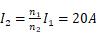 I₂ = n₁/n₂ I₁ = 20A